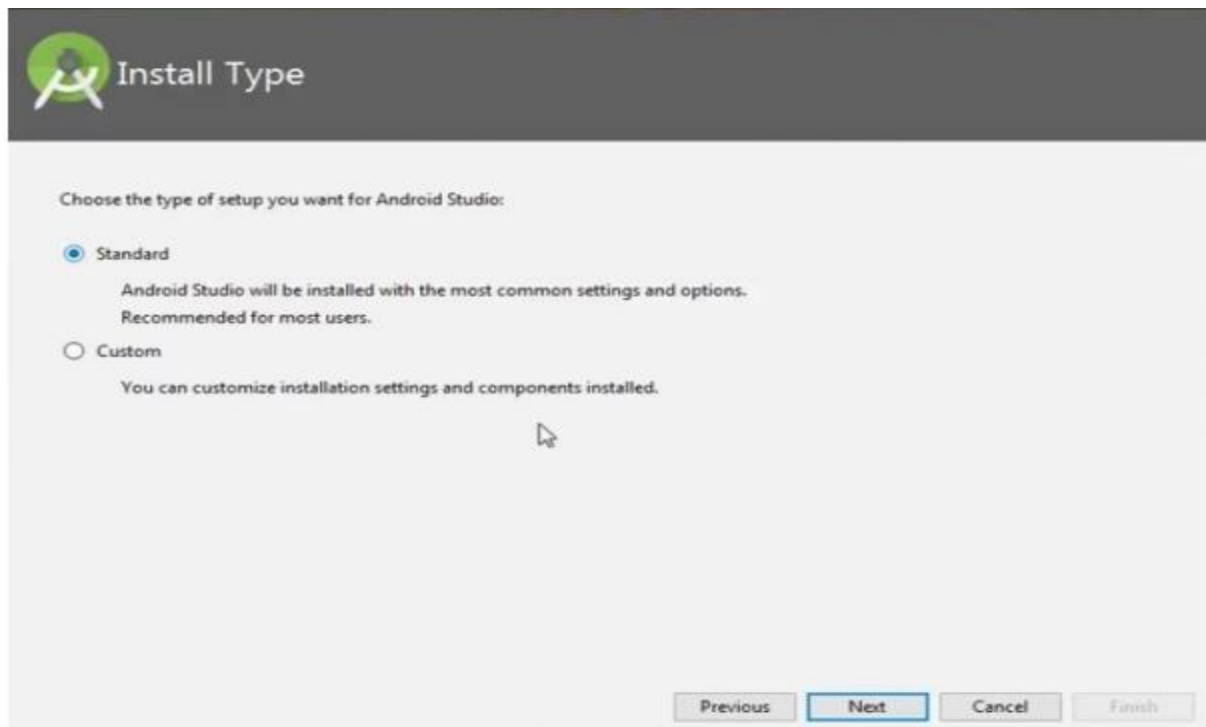 Install Type
Choose the type of setup you want for Android Studio:
Standard
Android Studio will be installed with the most common settings and options.
Recommended for most users.
Custom
You can customize installation settings and components installed.
Previous Next Cancel Finish